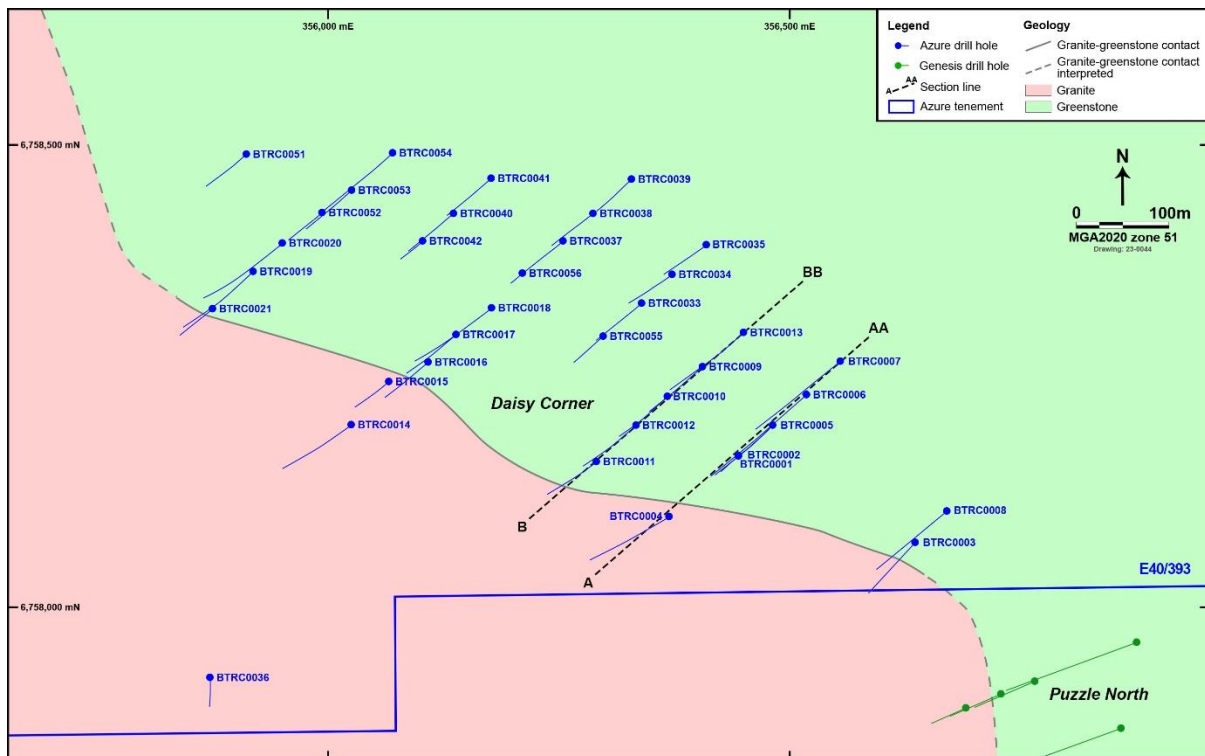 356,000 mE
356,500 mE
Legend
Azure drill hole
Genesis drill hole
A AA Section line
Azure tenement
Geology
Granite-greenstone contact
Granite-greenstone contact
interpreted
Granite
Greenstone
6,758,500 mN
N
0 100m
MGA2020 zone 51
Drawing: 23-0044
BTRC0051
BTRC0054
BTRC0053
BTRC0052
BTRC0020
BTRC0019
BTRC0021
BTRC0041
BTRC0040
BTRC0042
BTRC0039
BTRC0038
BTRC0037
BTRC0056
BTRC0035
BTRC0034
BTRC0033
BTRC0055
BTRC0018
BTRC0017
BTRC0016
BTRC0015
BTRC0014
BB
BTRC0013
BTRC0009
BTRC0010
BTRC0012
BTRC0011
B
AA
BTRC0007
BTRC0006
BTRC0005
BTRC0002
BTRC0001
BTRC0004
A
Daisy Corner
BTRC0008
BTRC0003
E40/393
6,758,000 mN
BTRC0036
Puzzle North